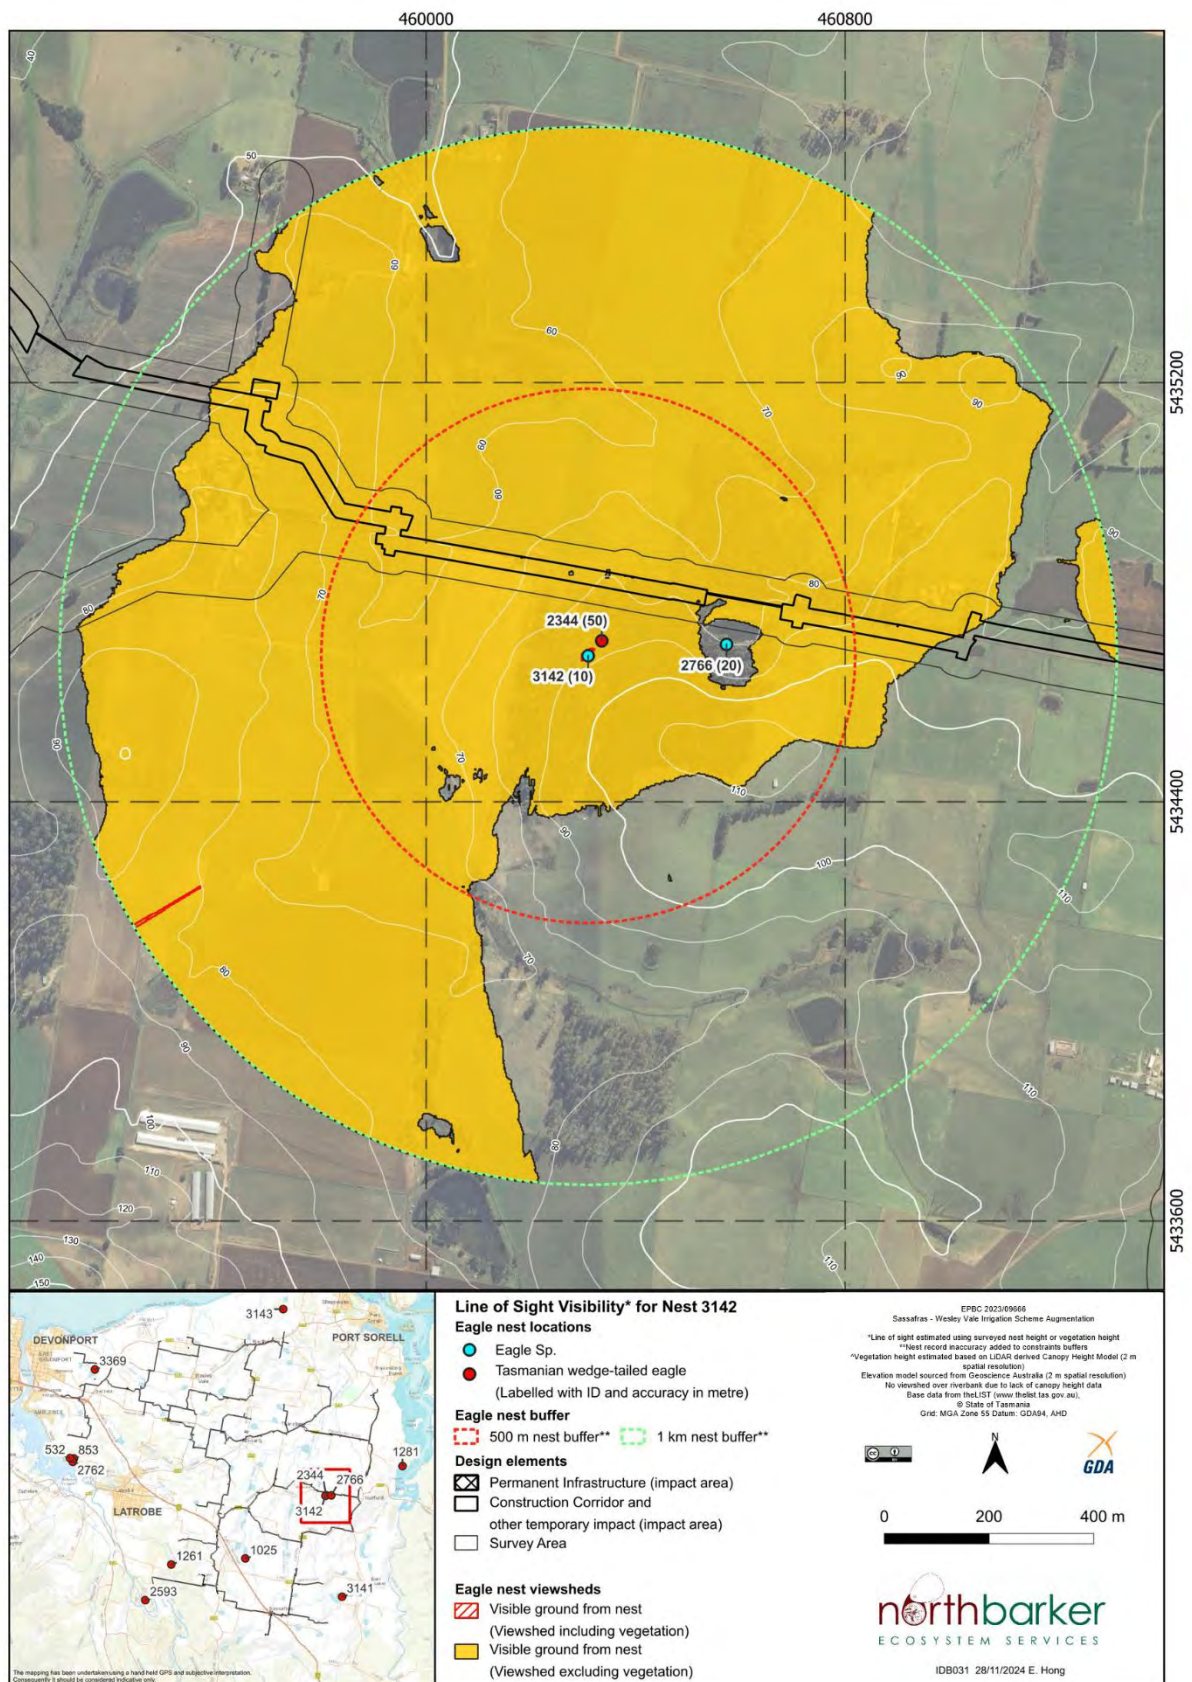 460000
460800
5435200
5434400
5433600
40
50
60
60
60
60
60
70
70
70
70
80
80
80
80
90
90
90
90
90
90
100
100
110
110
110
110
110
120
130
140
150
2344 (50)
3142 (10)
2766 (20)
DEVONPORT
PORT SORELL
LATROBE
3143
3369
532
853
2762
1281
2344
2766
3142
1261
1025
2593
3141
The mapping has been undertaken using a hand held GPS and subjective interpretation.
Consequently it should be considered indicative only.
Line of Sight Visibility* for Nest 3142
Eagle nest locations
Eagle Sp.
Tasmanian wedge-tailed eagle
(Labelled with ID and accuracy in metre)
Eagle nest buffer
500 m nest buffer** 1 km nest buffer**
Design elements
Permanent Infrastructure (impact area)
Construction Corridor and
other temporary impact (impact area)
Survey Area
Eagle nest viewsheds
Visible ground from nest
(Viewshed including vegetation)
Visible ground from nest
(Viewshed excluding vegetation)
EPBC 2023/09666
Sassafras - Wesley Vale Irrigation Scheme Augmentation
*Line of sight estimated using surveyed nest height or vegetation height
**Nest record inaccuracy added to constraints buffers
^Vegetation height estimated based on LiDAR derived Canopy Height Model (2 m
spatial resolution)
Elevation model sourced from Geoscience Australia (2 m spatial resolution)
No viewshed over riverbank due to lack of canopy height data
Base data from theLIST (www.thelist.tas.gov.au),
© State of Tasmania
Grid: MGA Zone 55 Datum: GDA94, AHD
cc
N
GDA
0 200 400 m
northbarker
ECOSYSTEM SERVICES
IDB031 28/11/2024 E. Hong